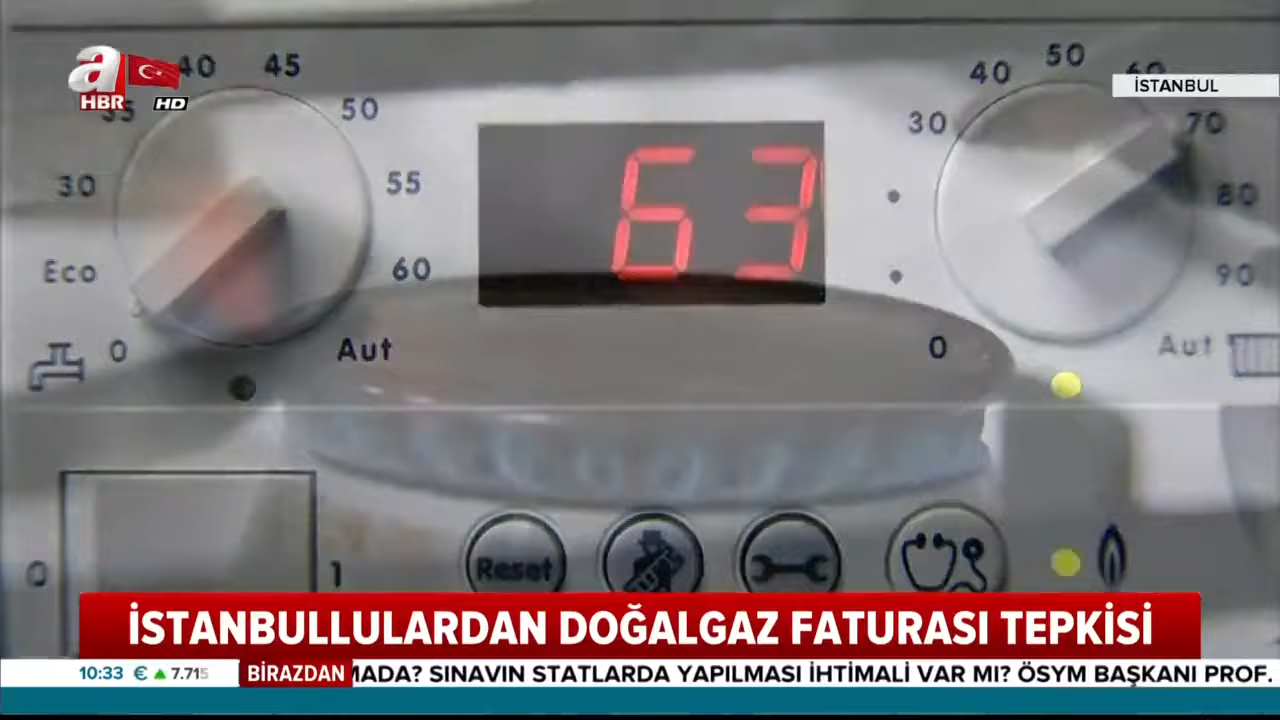 a
HBR HD
İSTANBUL
35 40 45 50 55 60
30
Eco
0
Aut
63
30 40 50 60 70 80 90
0
Aut
0
1
Reset
İSTANBULLULARDAN DOĞALGAZ FATURASI TEPKİSİ
10:33 € ▲ 7.715 BİRAZDAN MADA? SINAVIN STATLARDA YAPILMASI İHTİMALİ VAR MI? ÖSYM BAŞKANI PROF.